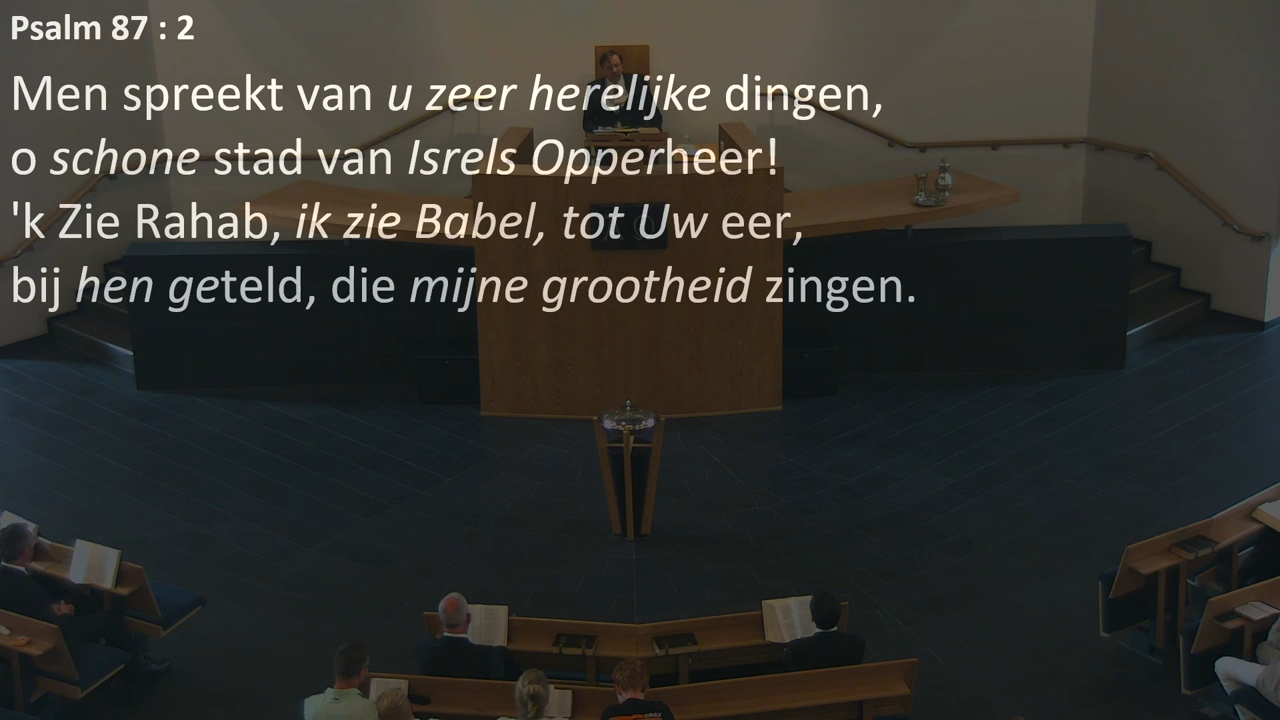 Psalm 87 : 2
Men spreekt van u zeer herelijke dingen,
o schone stad van Isrels Opperheer!
'k Zie Rahab, ik zie Babel, tot Uw eer,
bij hen geteld, die mijne grootheid zingen.